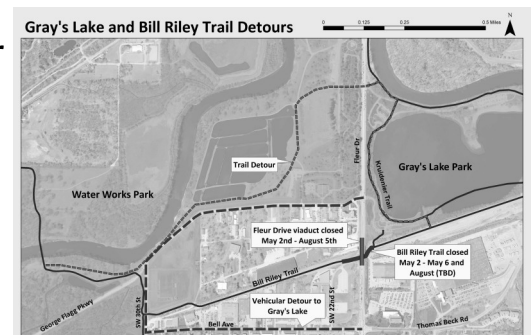 Gray's Lake and Bill Riley Trail Detours
0 0.125 0.25 0.5 Miles
N
Fleur Dr
Trail Detour
Kruidenier Trail
Gray's Lake Park
Water Works Park
Fleur Drive viaduct closed
May 2nd - August 5th
Bill Riley Trail closed
May 2 - May 6 and
August (TBD)
Bill Riley Trail
George Flagg Pkwy
SW 30th St
Vehicular Detour to
Gray's Lake
SW 22nd St
Bell Ave
Thomas Beck Rd